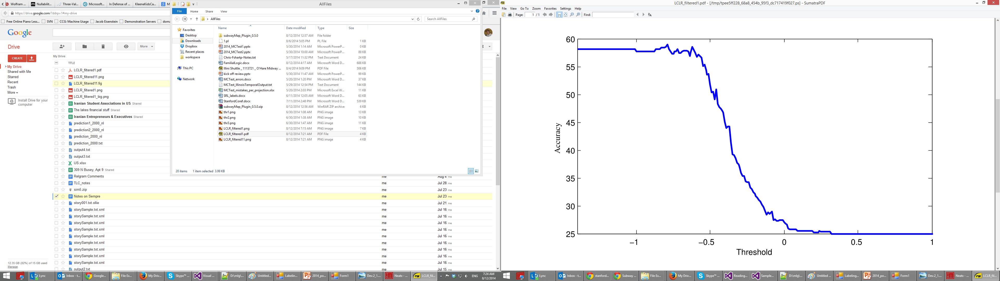 Wolfram ...
Nullabilit...
Three-Val...
Microsoft...
In Defense of ...
KleeneKidsCa...
M
https://drive.google.com/?ddrp=1#my-drive
Free Online Piano Less...
SVN
CCG: Machine Usage
Jacob Eisenstein
Demonstration Servers
doma
Google
Drive
More
CREATE
My Drive
TITLE
My Drive
Shared with Me
Starred
Recent
Trash
More
Install Drive for your
computer
LCLR_filtered1.pdf
LCLR_filtered11.png
LCLR_filtered11.fig
LCLR_filtered1.png
LCLR_filtered1_big.png
Iranian Student Associations in US Shared
The lakes financial stuff Shared
Iranian Entrepreneurs & Executives Shared
prediction1_2000_nl
prediction2_2000_nl
prediction_2000_nl
prediction_2000.txt
output4.txt
output3.txt
US.xlsx
309 N Busey, Apt 9 Shared
Relgram Comments me Aug 4 me
TLC_notes me Jul 28 me
sim5.zip me Jul 23 me
Notes on Sempre me Jul 23 me
story001.txt.ollie me Jul 21 me
storySample.txt.xml me Jul 16 me
storySample.txt.xml me Jul 16 me
storySample.txt.xml me Jul 16 me
storySample.txt.xml me Jul 16 me
storySample.txt.xml me Jul 16 me
storySample.txt.xml me Jul 16 me
storySample.txt.xml me Jul 16 me
storySample.txt.xml me Jul 16 me
storySample.txt.xml me Jul 16 me
output2.txt me Jul 15 me
12.35 GB (82%) of 15 GB used
Manage
AllFiles
File Home Share View
AllFiles
Search AllFiles
Favorites
Desktop
Downloads
Dropbox
Recent places
workspace
This PC
Network
Name Date modified Type Size
subwayMap_Plugin_0.5.0 8/12/2014 12:57 AM File folder
1.pl 8/6/2014 5:05 PM PL File 1 KB
2014_MCTest1.pptx 5/30/2014 1:14 AM Microsoft PowerP... 0 KB
2014_MCTest2.pptx 5/30/2014 10:00 AM Microsoft PowerP... 89 KB
Chris-Fshartp-Notes.txt 5/17/2014 11:32 PM Text Document 24 KB
FamilialLogic.docx 8/12/2014 4:17 AM Microsoft Word D... 688 KB
Illini Shuttle _ 1113721 _ O'Hare Midway ... 8/4/2014 9:09 PM PDF File 506 KB
kick off review.pptx 5/30/2014 11:47 AM Microsoft PowerP... 99 KB
MCTest_errors.docx 5/20/2014 1:20 PM Microsoft Word D... 37 KB
MCTest_IllinoisTemporalOutput.txt 5/29/2014 12:54 PM Text Document 144 KB
MCTest_mistakes_per_projection.xlsx 5/20/2014 2:03 PM Microsoft Excel W... 11 KB
SRL_labels.docx 6/11/2014 12:05 AM Microsoft Word D... 63 KB
StanfordCoref.docx 7/11/2014 2:48 PM Microsoft Word D... 539 KB
subwayMap_Plugin_0.5.0.zip 8/12/2014 12:56 AM WinRAR ZIP archive 6 KB
thr1.png 6/30/2014 1:08 AM PNG image 13 KB
thr2.png 6/30/2014 1:38 AM PNG image 10 KB
thr3.png 6/30/2014 1:47 AM PNG image 11 KB
LCLR_filtered1.png 8/12/2014 7:15 AM PNG image 7 KB
LCLR_filtered1.pdf 8/12/2014 7:21 AM PDF File 4 KB
LCLR_filtered11.png 8/12/2014 7:21 AM PNG image 4 KB
20 items 1 item selected 3.99 KB
LCLR_filtered1.pdf - [/tmp/tpee5ff228_68a8_454b_95f3_dc717419f027.ps] - SumatraPDF
File View Go To Zoom Favorites Settings Help
Page: 1 / 1 Find:
60
55
50
45
40
35
30
25
Accuracy
−1 −0.5 0 0.5 1
Threshold
Lync
Inbox - t...
Google...
File Ex...
My Driv...
Skype™ ...
Visual ...
D:\mlg\...
Untitled...
Labelin...
2014_po...
Form1
Dev.2_1....
Neatx - ...
LCLR_fil...
ENG
7:24 AM
8/12/2014
Lync
Inbox - t...
stanford...
Subway ...
File Ex...
My Driv...
Skype™ ...
Reading...
Sample...
D:\mlg\...
Untitled ...
Labeling...
2014_po...
Form1
Dev.2_1...
Neatx - ...
LCLR_fil...